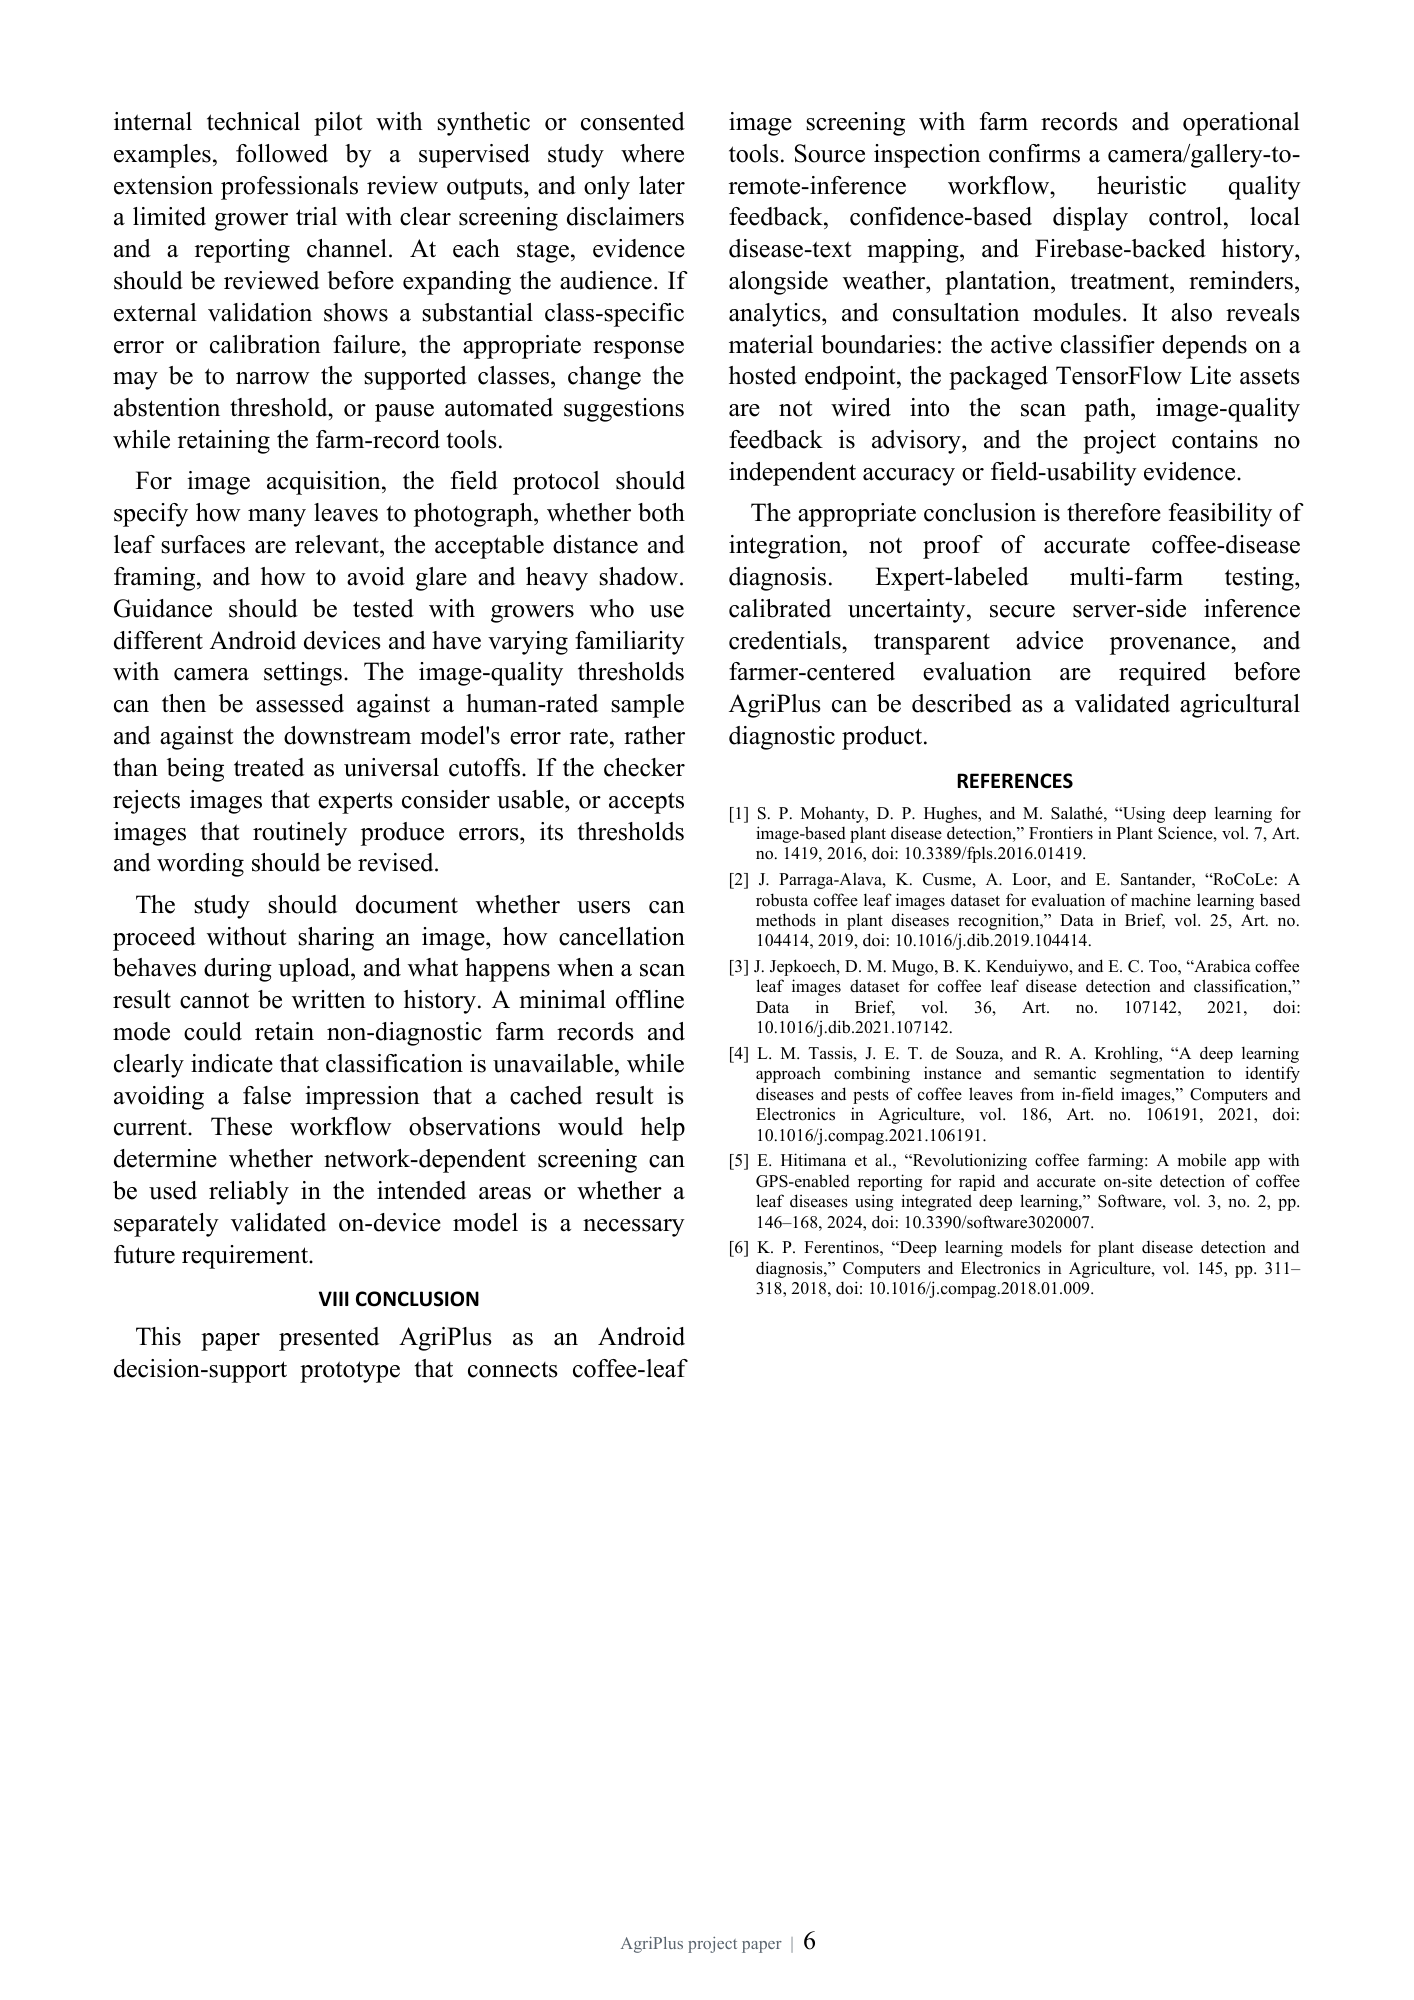 internal technical pilot with synthetic or consented
examples, followed by a supervised study where
extension professionals review outputs, and only later
a limited grower trial with clear screening disclaimers
and a reporting channel. At each stage, evidence
should be reviewed before expanding the audience. If
external validation shows a substantial class-specific
error or calibration failure, the appropriate response
may be to narrow the supported classes, change the
abstention threshold, or pause automated suggestions
while retaining the farm-record tools.
For image acquisition, the field protocol should
specify how many leaves to photograph, whether both
leaf surfaces are relevant, the acceptable distance and
framing, and how to avoid glare and heavy shadow.
Guidance should be tested with growers who use
different Android devices and have varying familiarity
with camera settings. The image-quality thresholds
can then be assessed against a human-rated sample
and against the downstream model's error rate, rather
than being treated as universal cutoffs. If the checker
rejects images that experts consider usable, or accepts
images that routinely produce errors, its thresholds
and wording should be revised.
The study should document whether users can
proceed without sharing an image, how cancellation
behaves during upload, and what happens when a scan
result cannot be written to history. A minimal offline
mode could retain non-diagnostic farm records and
clearly indicate that classification is unavailable, while
avoiding a false impression that a cached result is
current. These workflow observations would help
determine whether network-dependent screening can
be used reliably in the intended areas or whether a
separately validated on-device model is a necessary
future requirement.
VIII CONCLUSION
This paper presented AgriPlus as an Android
decision-support prototype that connects coffee-leaf
image screening with farm records and operational
tools. Source inspection confirms a camera/gallery-to-
remote-inference workflow, heuristic quality
feedback, confidence-based display control, local
disease-text mapping, and Firebase-backed history,
alongside weather, plantation, treatment, reminders,
analytics, and consultation modules. It also reveals
material boundaries: the active classifier depends on a
hosted endpoint, the packaged TensorFlow Lite assets
are not wired into the scan path, image-quality
feedback is advisory, and the project contains no
independent accuracy or field-usability evidence.
The appropriate conclusion is therefore feasibility of
integration, not proof of accurate coffee-disease
diagnosis. Expert-labeled multi-farm testing,
calibrated uncertainty, secure server-side inference
credentials, transparent advice provenance, and
farmer-centered evaluation are required before
AgriPlus can be described as a validated agricultural
diagnostic product.
REFERENCES
[1] S. P. Mohanty, D. P. Hughes, and M. Salathé, “Using deep learning for
image-based plant disease detection,” Frontiers in Plant Science, vol. 7, Art.
no. 1419, 2016, doi: 10.3389/fpls.2016.01419.
[2] J. Parraga-Alava, K. Cusme, A. Loor, and E. Santander, “RoCoLe: A
robusta coffee leaf images dataset for evaluation of machine learning based
methods in plant diseases recognition,” Data in Brief, vol. 25, Art. no.
104414, 2019, doi: 10.1016/j.dib.2019.104414.
[3] J. Jepkoech, D. M. Mugo, B. K. Kenduiywo, and E. C. Too, “Arabica coffee
leaf images dataset for coffee leaf disease detection and classification,”
Data in Brief, vol. 36, Art. no. 107142, 2021, doi:
10.1016/j.dib.2021.107142.
[4] L. M. Tassis, J. E. T. de Souza, and R. A. Krohling, “A deep learning
approach combining instance and semantic segmentation to identify
diseases and pests of coffee leaves from in-field images,” Computers and
Electronics in Agriculture, vol. 186, Art. no. 106191, 2021, doi:
10.1016/j.compag.2021.106191.
[5] E. Hitimana et al., “Revolutionizing coffee farming: A mobile app with
GPS-enabled reporting for rapid and accurate on-site detection of coffee
leaf diseases using integrated deep learning,” Software, vol. 3, no. 2, pp.
146–168, 2024, doi: 10.3390/software3020007.
[6] K. P. Ferentinos, “Deep learning models for plant disease detection and
diagnosis,” Computers and Electronics in Agriculture, vol. 145, pp. 311–
318, 2018, doi: 10.1016/j.compag.2018.01.009.
AgriPlus project paper | 6